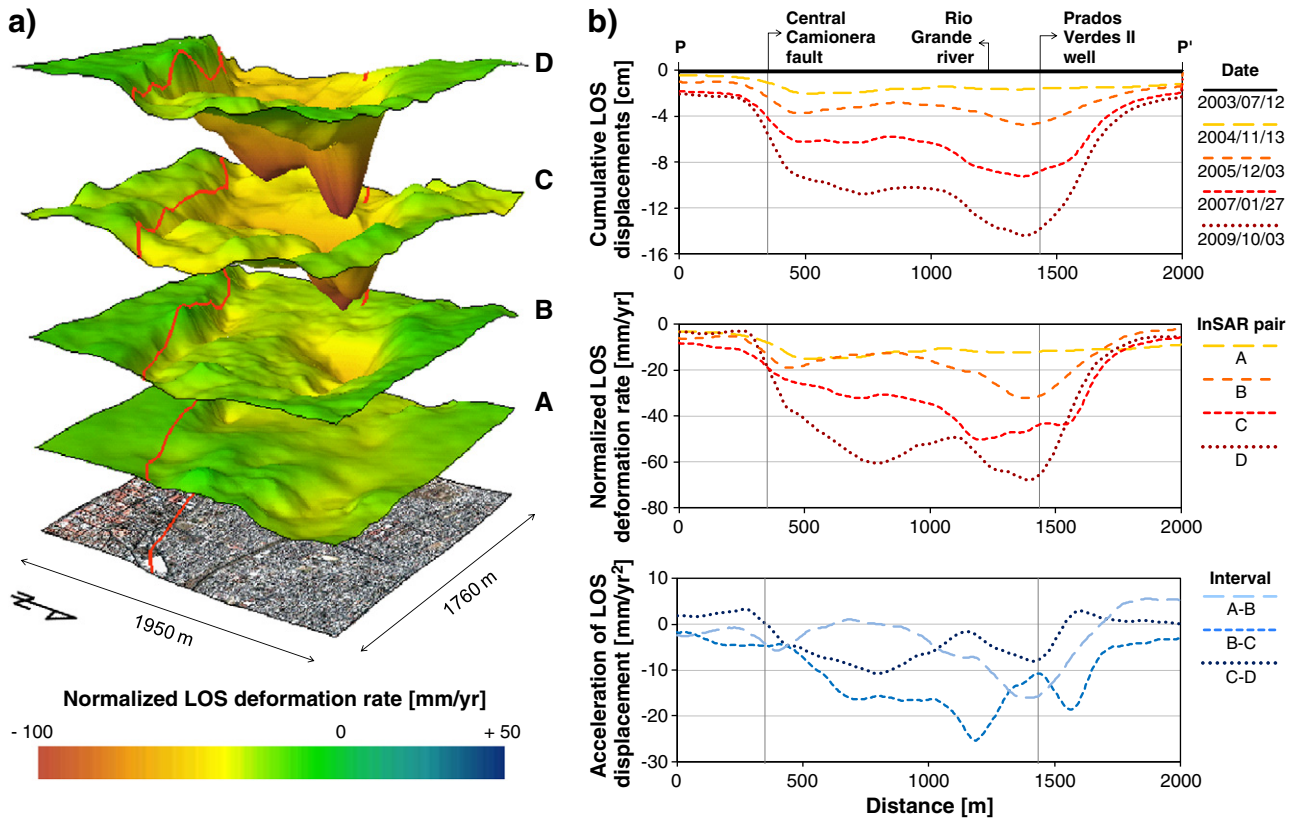 a)
D
C
B
A
N
1950 m
1760 m
Normalized LOS deformation rate [mm/yr]
- 100
0
+ 50
b)
Central
Camionera
fault
Rio
Grande
river
Prados
Verdes II
well
P
P'
Cumulative LOS
displacements [cm]
0
-4
-8
-12
-16
0
500
1000
1500
2000
Date
2003/07/12
2004/11/13
2005/12/03
2007/01/27
2009/10/03
Normalized LOS
deformation rate [mm/yr]
0
-20
-40
-60
-80
0
500
1000
1500
2000
InSAR pair
A
B
C
D
Acceleration of LOS
displacement [mm/yr²]
10
0
-10
-20
-30
0
500
1000
1500
2000
Distance [m]
Interval
A-B
B-C
C-D